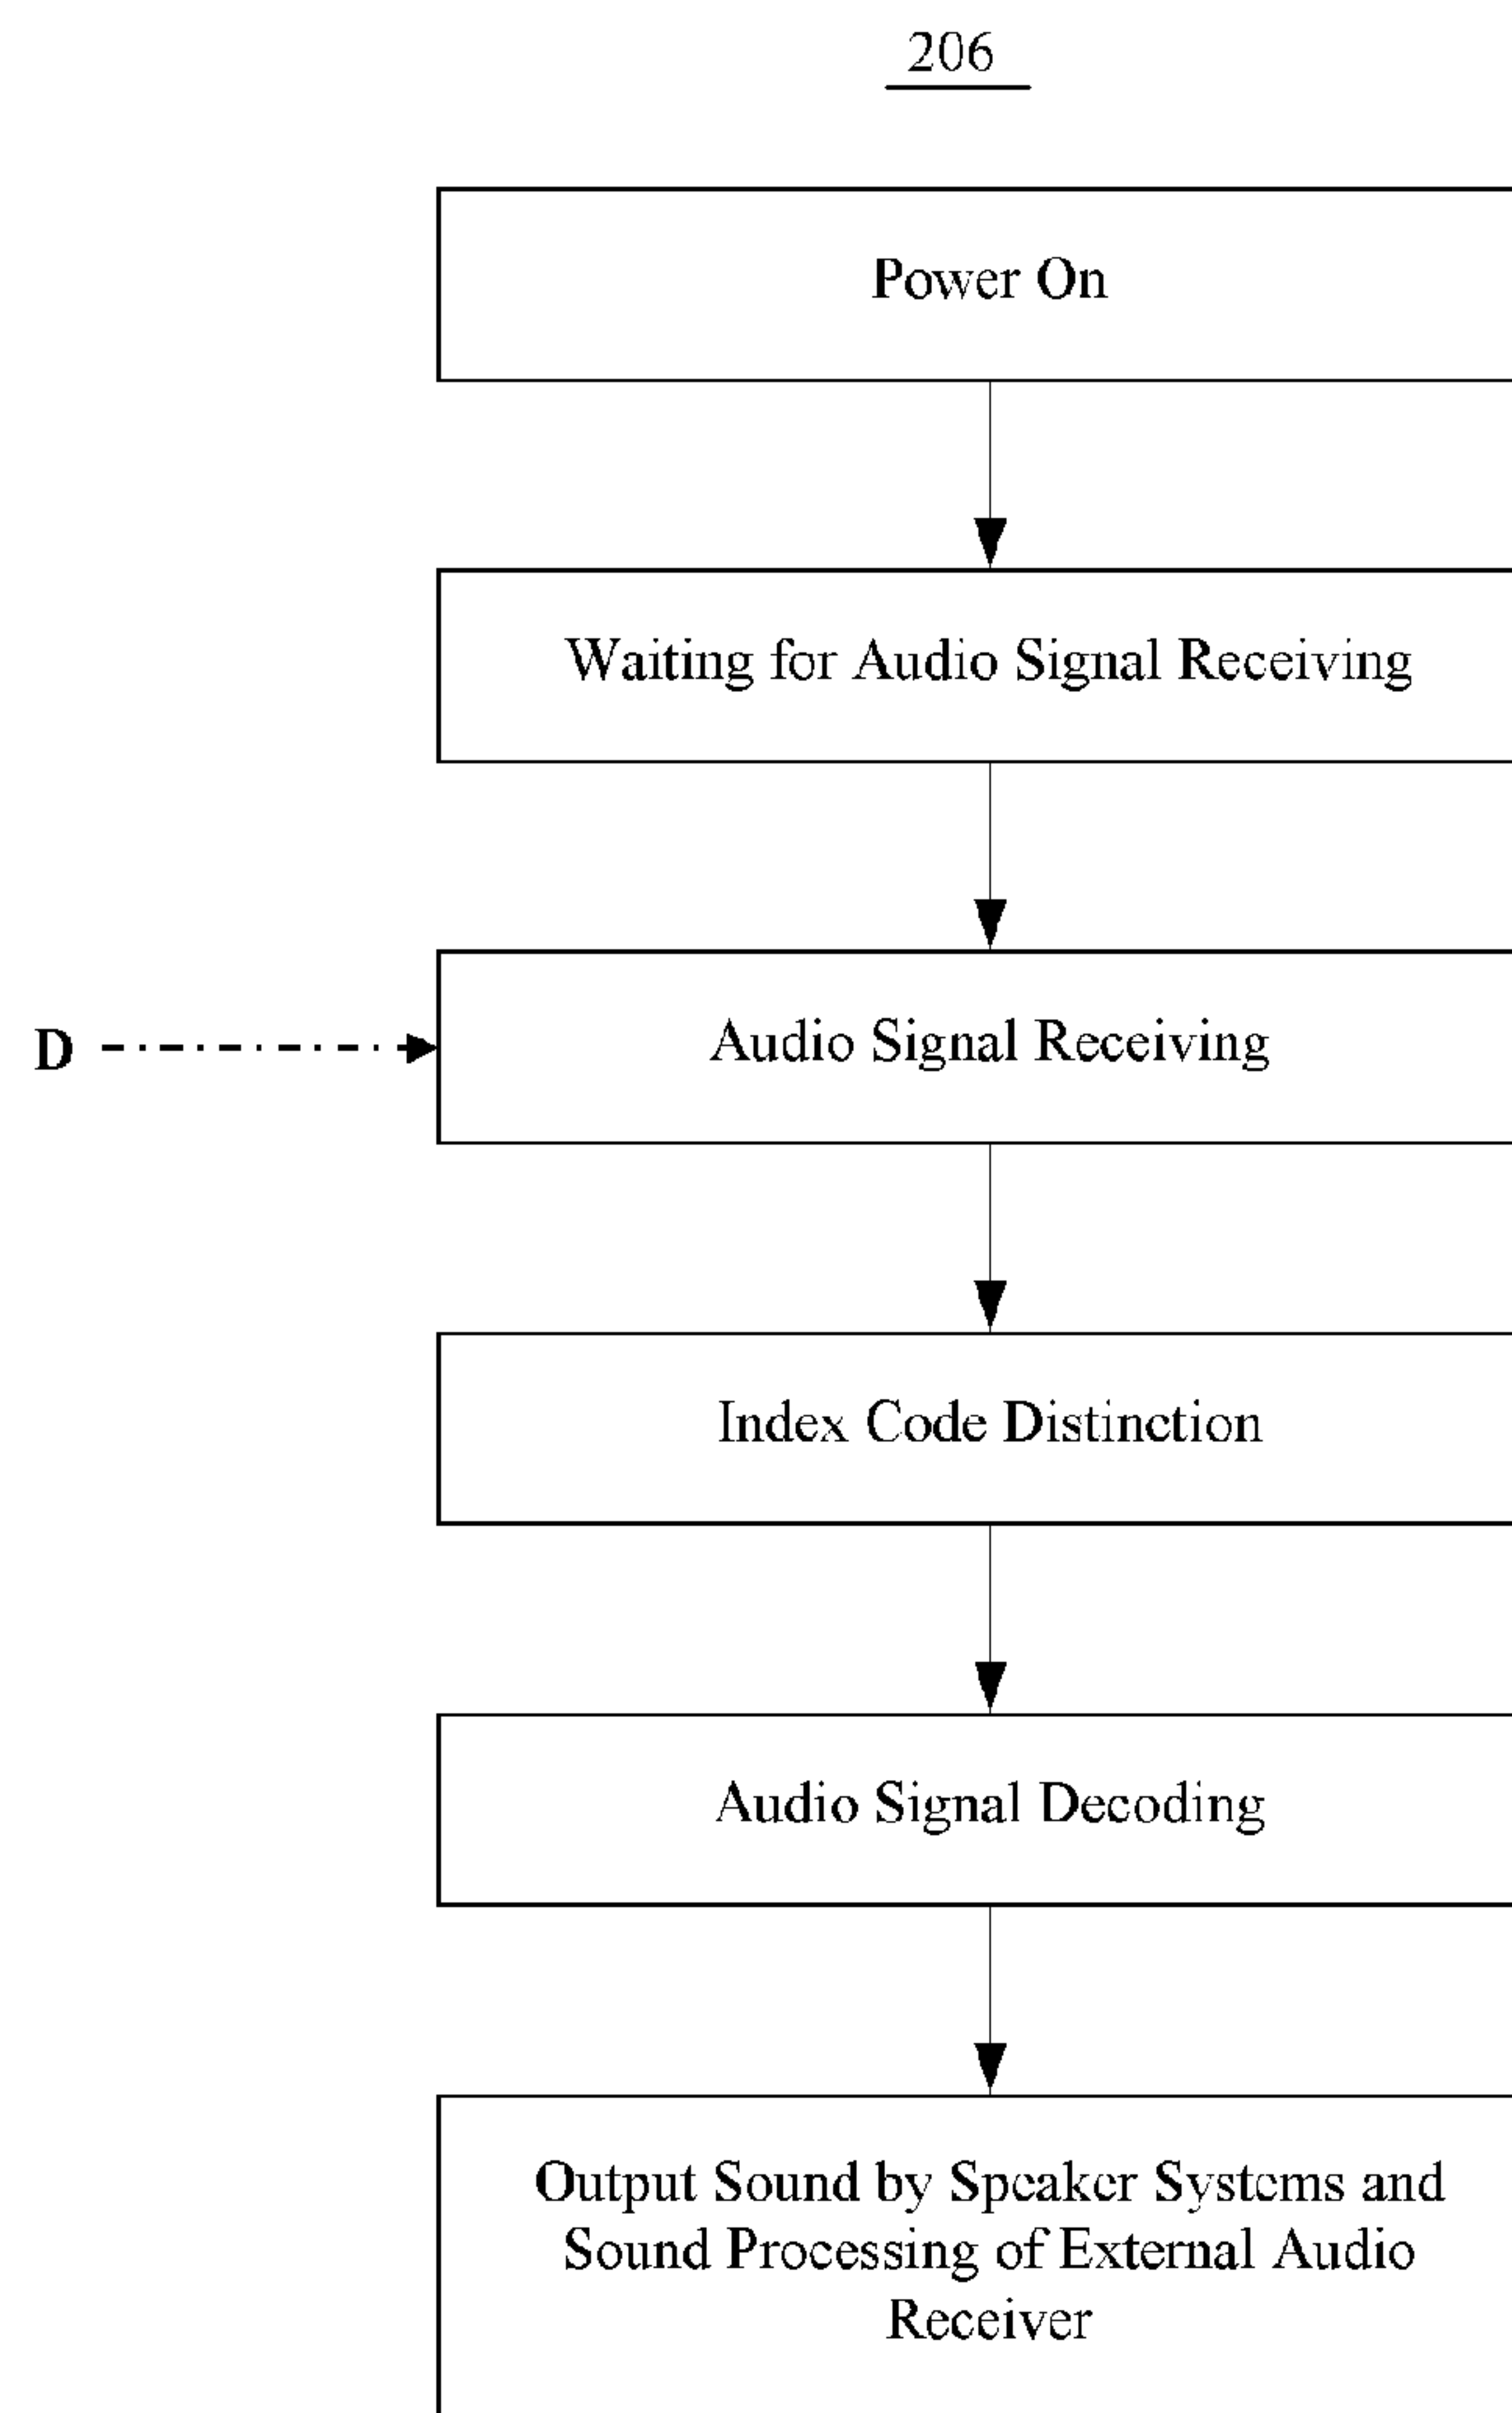 206
Power On
Waiting for Audio Signal Receiving
D
Audio Signal Receiving
Index Code Distinction
Audio Signal Decoding
Output Sound by Speaker Systems and
Sound Processing of External Audio
Receiver